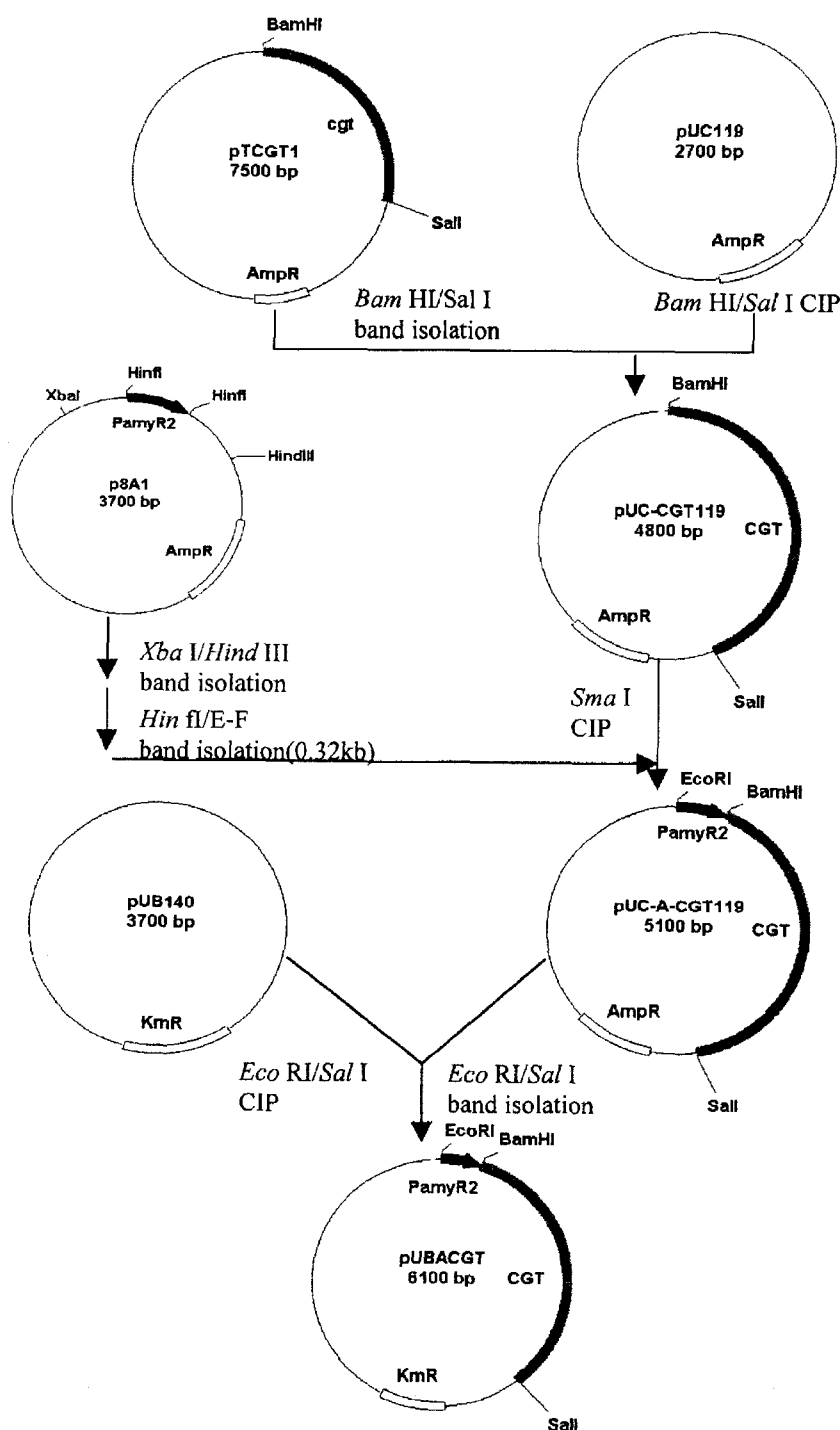 BamHI
cgt
pTCGT1
7500 bp
SalI
AmpR
pUC119
2700 bp
AmpR
Bam HI/Sal I
band isolation
Bam HI/Sal I CIP
HinfI
XbaI
HinfI
PamyR2
HindIII
p8A1
3700 bp
AmpR
BamHI
pUC-CGT119
4800 bp
CGT
AmpR
SalI
Xba I/Hind III
band isolation
Hin fI/E-F
band isolation(0.32kb)
Sma I
CIP
EcoRI
BamHI
PamyR2
pUC-A-CGT119
5100 bp
CGT
AmpR
SalI
pUB140
3700 bp
KmR
Eco RI/Sal I
CIP
Eco RI/Sal I
band isolation
EcoRI
BamHI
PamyR2
pUBACGT
6100 bp
CGT
KmR
SalI